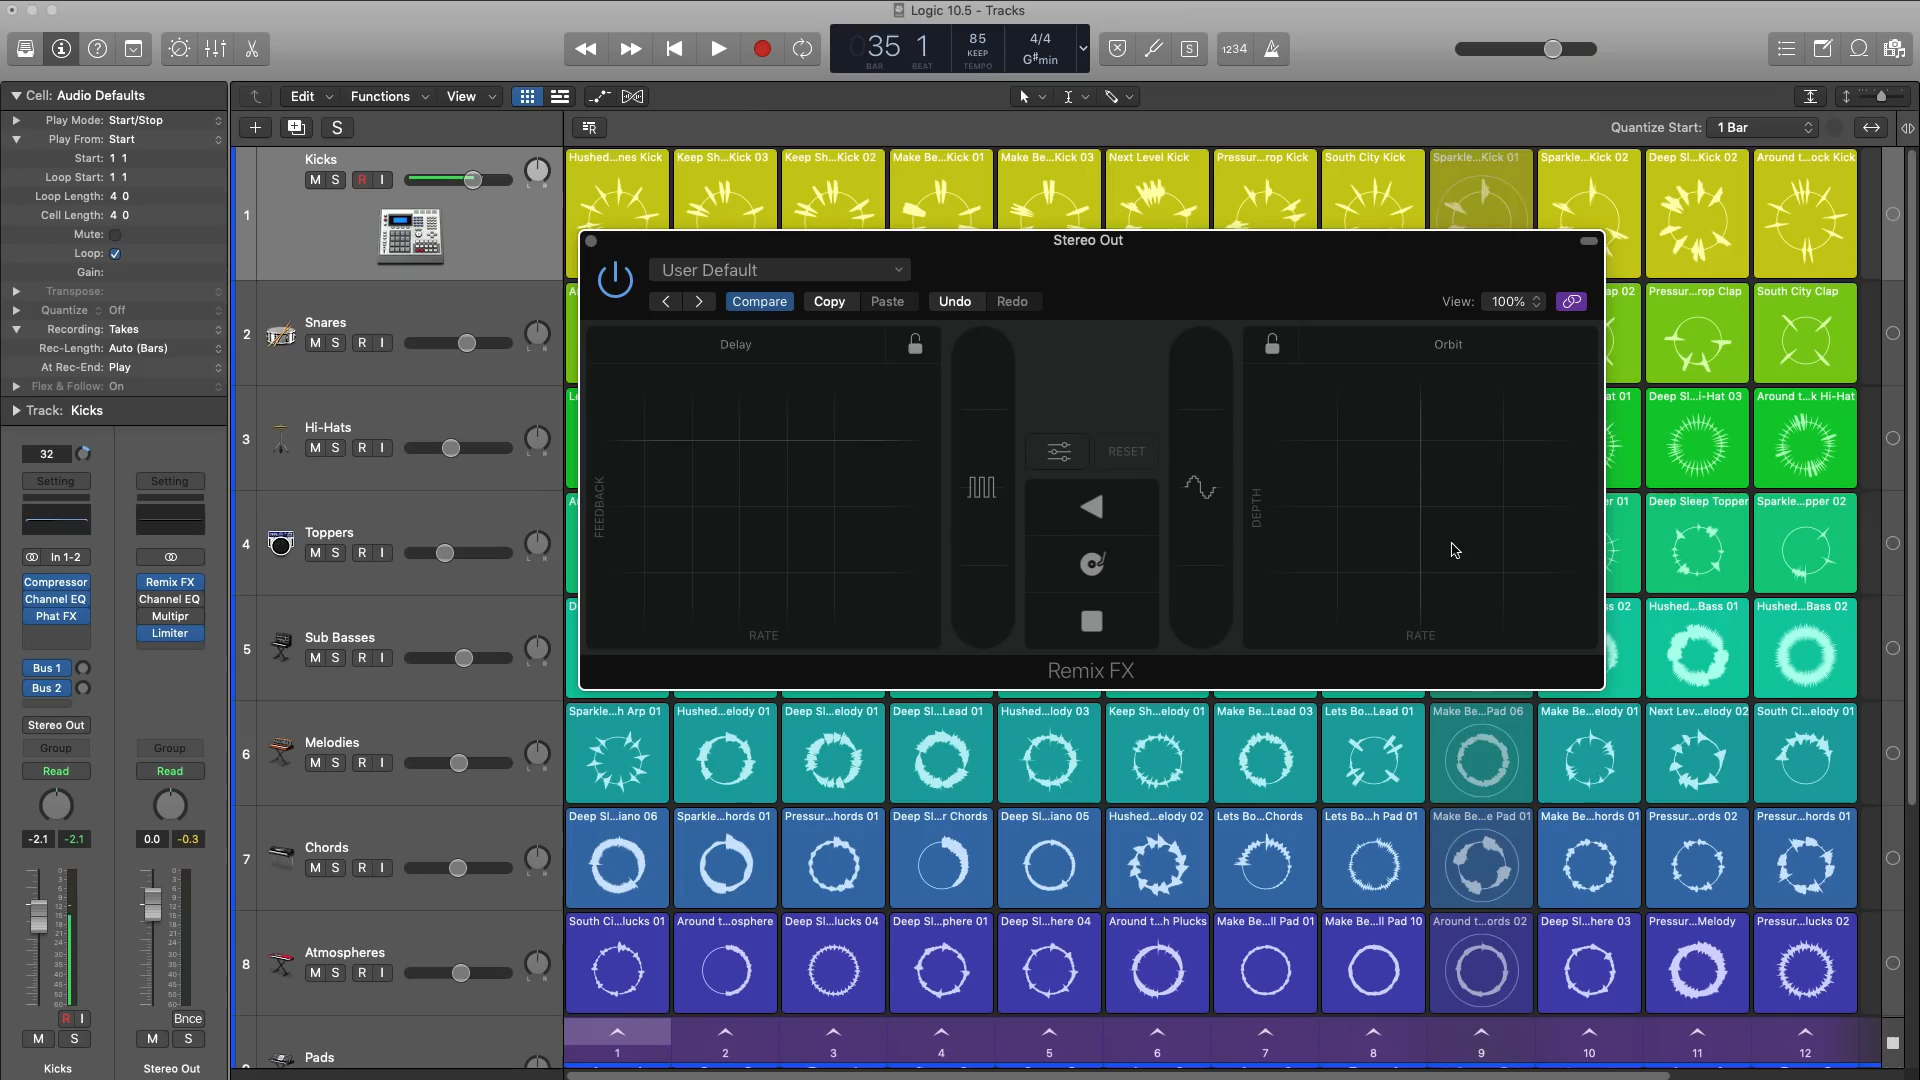 Logic 10.5 - Tracks
35 1
BAR BEAT
85
KEEP
TEMPO
4/4
G#min
S
1234
Cell: Audio Defaults
Edit Functions View
Play Mode: Start/Stop
Play From: Start
Start: 1 1
Loop Start: 1 1
Loop Length: 4 0
Cell Length: 4 0
Mute:
Loop:
Gain:
Transpose:
Quantize Off
Recording: Takes
Rec-Length: Auto (Bars)
At Rec-End: Play
Flex & Follow: On
Track: Kicks
S
Quantize Start: 1 Bar
32
Setting
Setting
In 1-2
Compressor
Channel EQ
Phat FX
Remix FX
Channel EQ
Multipr
Limiter
Bus 1
Bus 2
Stereo Out
Group
Group
Read
Read
-2.1 -2.1
0.0 -0.3
R I
Bnce
M S
M S
Kicks
Stereo Out
1
Kicks
M S R I
2
Snares
M S R I
3
Hi-Hats
M S R I
4
Toppers
M S R I
5
Sub Basses
M S R I
6
Melodies
M S R I
7
Chords
M S R I
8
Atmospheres
M S R I
Pads
Hushed...nes Kick
Keep Sh...Kick 03
Keep Sh...Kick 02
Make Be...Kick 01
Make Be...Kick 03
Next Level Kick
Pressur...rop Kick
South City Kick
Sparkle...Kick 01
Sparkle...Kick 02
Deep Sl...Kick 02
Around t...ock Kick
Stereo Out
User Default
Compare
Copy
Paste
Undo
Redo
View: 100%
Delay
FEEDBACK
RATE
RESET
Orbit
DEPTH
RATE
Remix FX
ap 02
Pressur...rop Clap
South City Clap
at 01
Deep Sl...i-Hat 03
Around t...k Hi-Hat
er 01
Deep Sleep Topper
Sparkle...pper 02
ss 02
Hushed...Bass 01
Hushed...Bass 02
Sparkle...h Arp 01
Hushed...elody 01
Deep Sl...elody 01
Deep Sl...Lead 01
Hushed...lody 03
Keep Sh...elody 01
Make Be...Lead 03
Lets Bo...Lead 01
Make Be...Pad 06
Make Be...elody 01
Next Lev...elody 02
South Ci...elody 01
Deep Sl...iano 06
Sparkle...hords 01
Pressur...hords 01
Deep Sl...r Chords
Deep Sl...iano 05
Hushed...elody 02
Lets Bo...Chords
Lets Bo...h Pad 01
Make Be...e Pad 01
Make Be...hords 01
Pressur...ords 02
Pressur...hords 01
South Ci...lucks 01
Around t...osphere
Deep Sl...lucks 04
Deep Sl...phere 01
Deep Sl...here 04
Around t...h Plucks
Make Be...ll Pad 01
Make Be...ll Pad 10
Around t...ords 02
Deep Sl...here 03
Pressur...Melody
Pressur...lucks 02
1 2 3 4 5 6 7 8 9 10 11 12